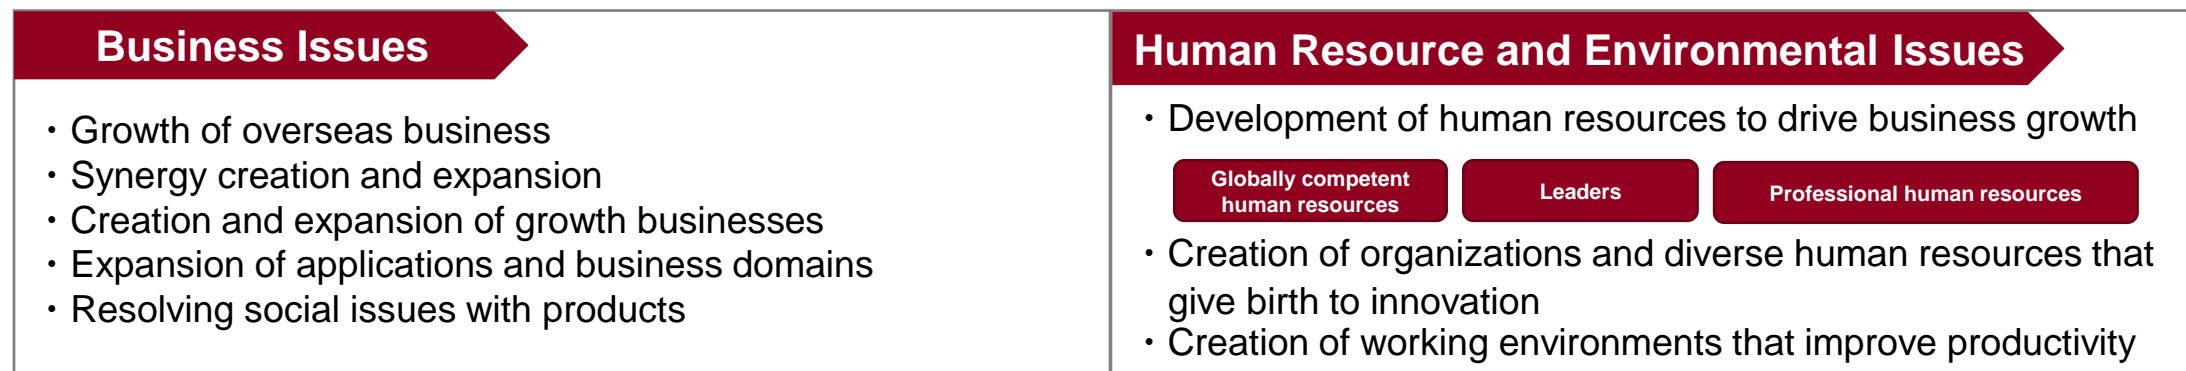 Business Issues
・Growth of overseas business
・Synergy creation and expansion
・Creation and expansion of growth businesses
・Expansion of applications and business domains
・Resolving social issues with products
Human Resource and Environmental Issues
・Development of human resources to drive business growth
Globally competent
human resources
Leaders
Professional human resources
・Creation of organizations and diverse human resources that
give birth to innovation
・Creation of working environments that improve productivity